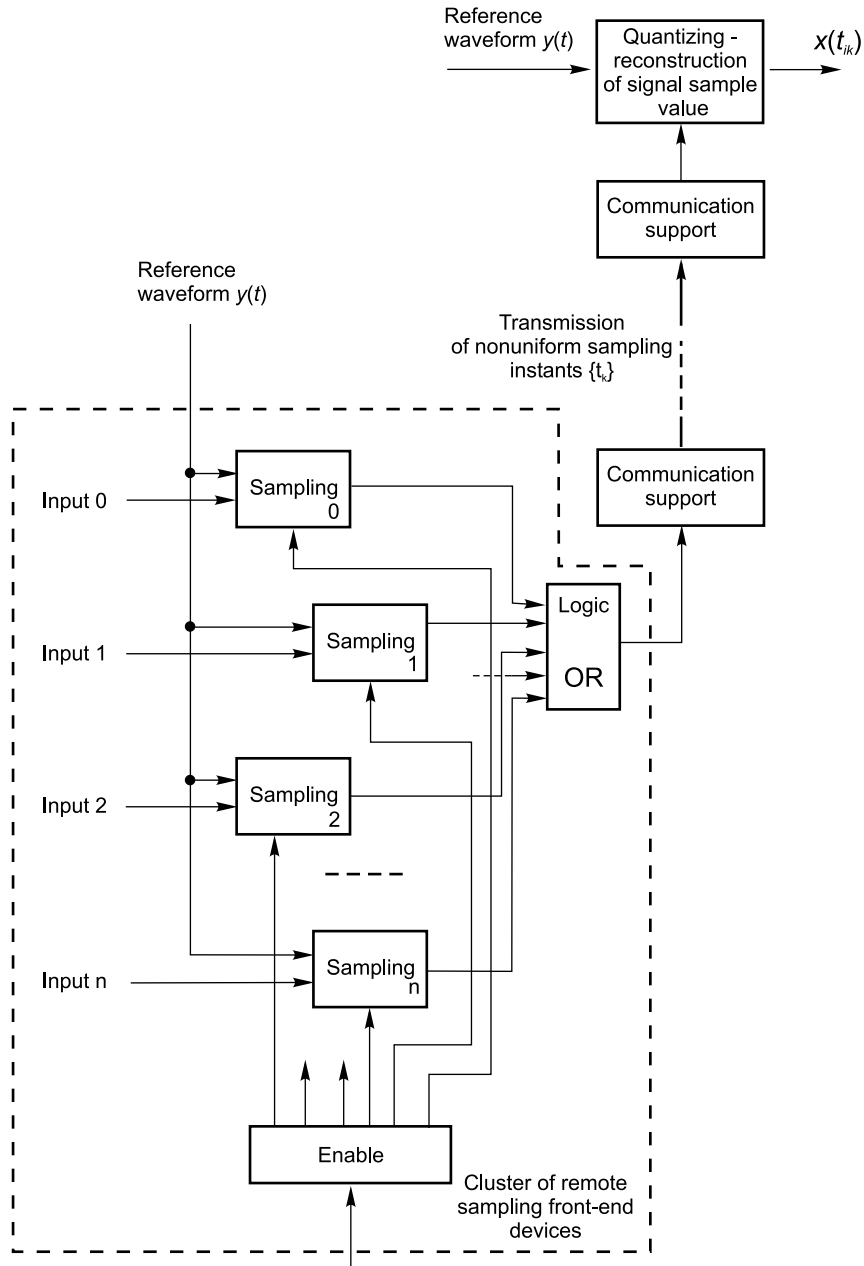 Reference
waveform y(t)
Quantizing -
reconstruction
of signal sample
value
x(t_ik)
Communication
support
Reference
waveform y(t)
Transmission
of nonuniform sampling
instants {t_k}
Communication
support
Input 0
Sampling
0
Logic
OR
Input 1
Sampling
1
Input 2
Sampling
2
Input n
Sampling
n
Enable
Cluster of remote
sampling front-end
devices